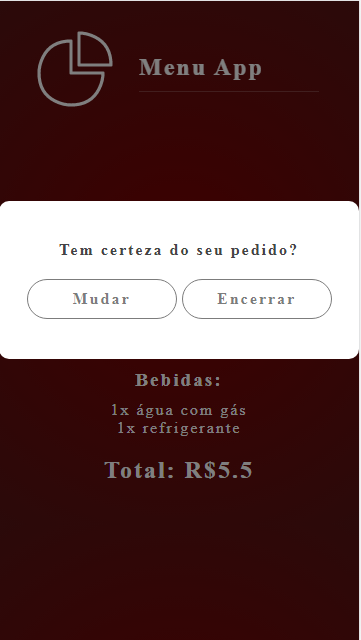 Menu App
Tem certeza do seu pedido?
Mudar Encerrar
Bebidas:
1x água com gás
1x refrigerante
Total: R$5.5